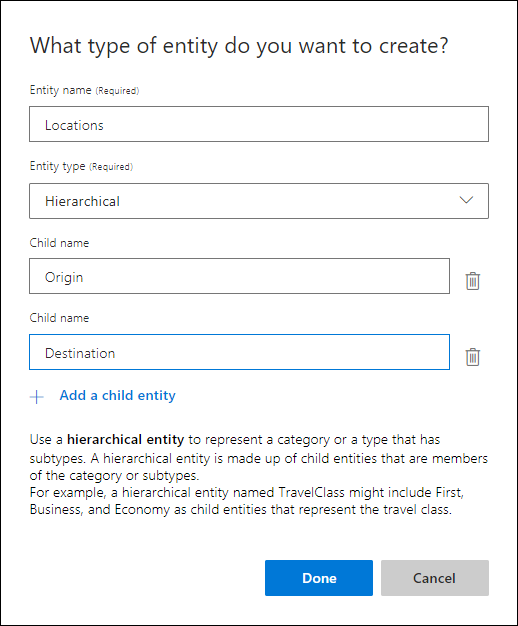 What type of entity do you want to create?
Entity name (Required)
Locations
Entity type (Required)
Hierarchical
Child name
Origin
Child name
Destination
Add a child entity
Use a hierarchical entity to represent a category or a type that has
subtypes. A hierarchical entity is made up of child entities that are members
of the category or subtypes.
For example, a hierarchical entity named TravelClass might include First,
Business, and Economy as child entities that represent the travel class.
Done
Cancel